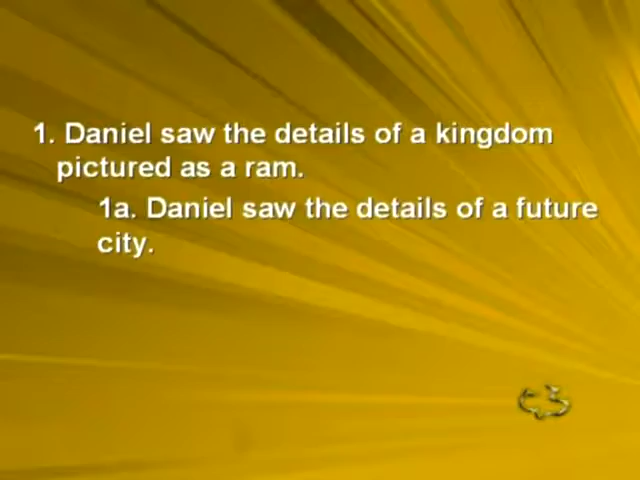 1. Daniel saw the details of a kingdom
pictured as a ram.
1a. Daniel saw the details of a future
city.